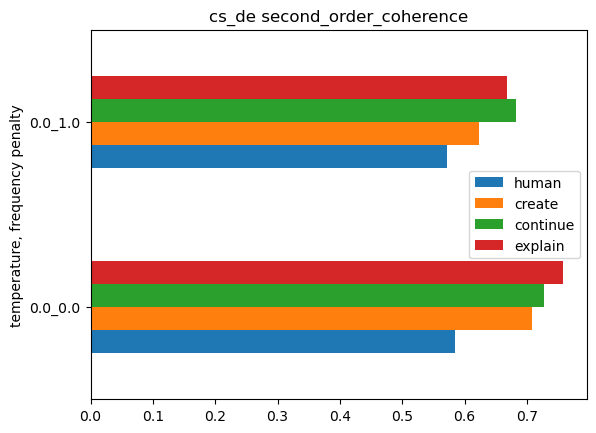 cs_de second_order_coherence
temperature, frequency penalty
0.0_1.0
0.0_0.0
human
create
continue
explain
0.0 0.1 0.2 0.3 0.4 0.5 0.6 0.7